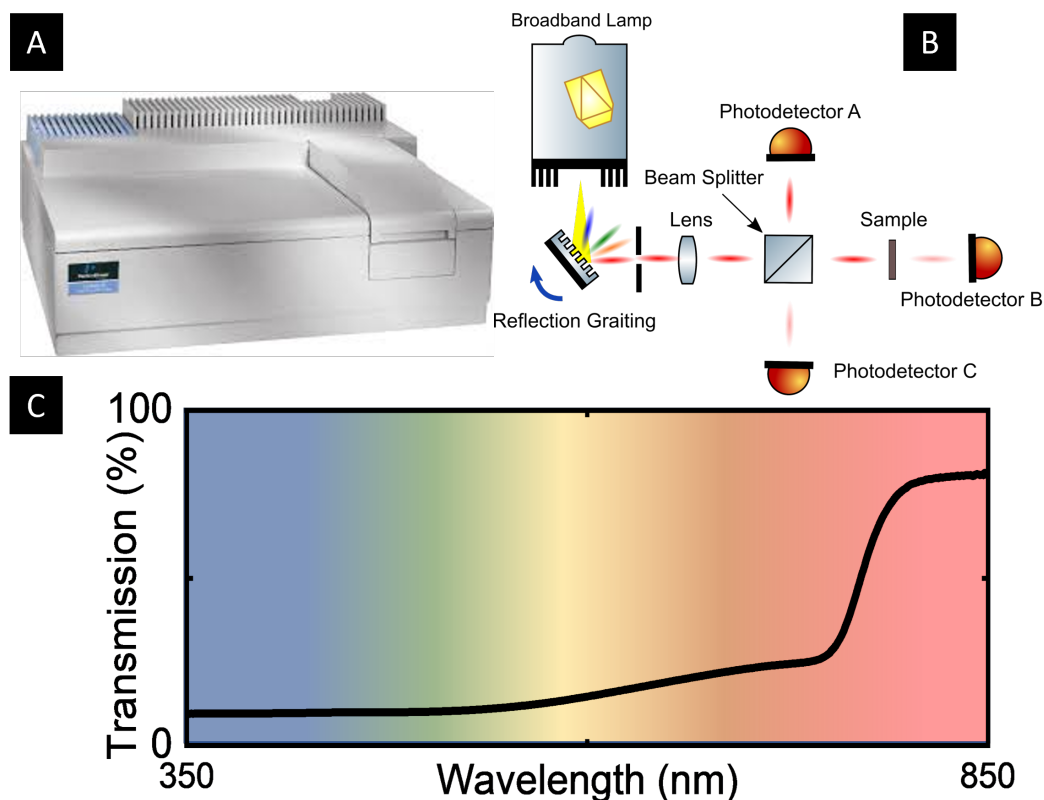 A
Broadband Lamp
B
Photodetector A
Beam Splitter
Lens
Sample
Photodetector B
Reflection Graiting
Photodetector C
C
100
Transmission (%)
0
350
Wavelength (nm)
850